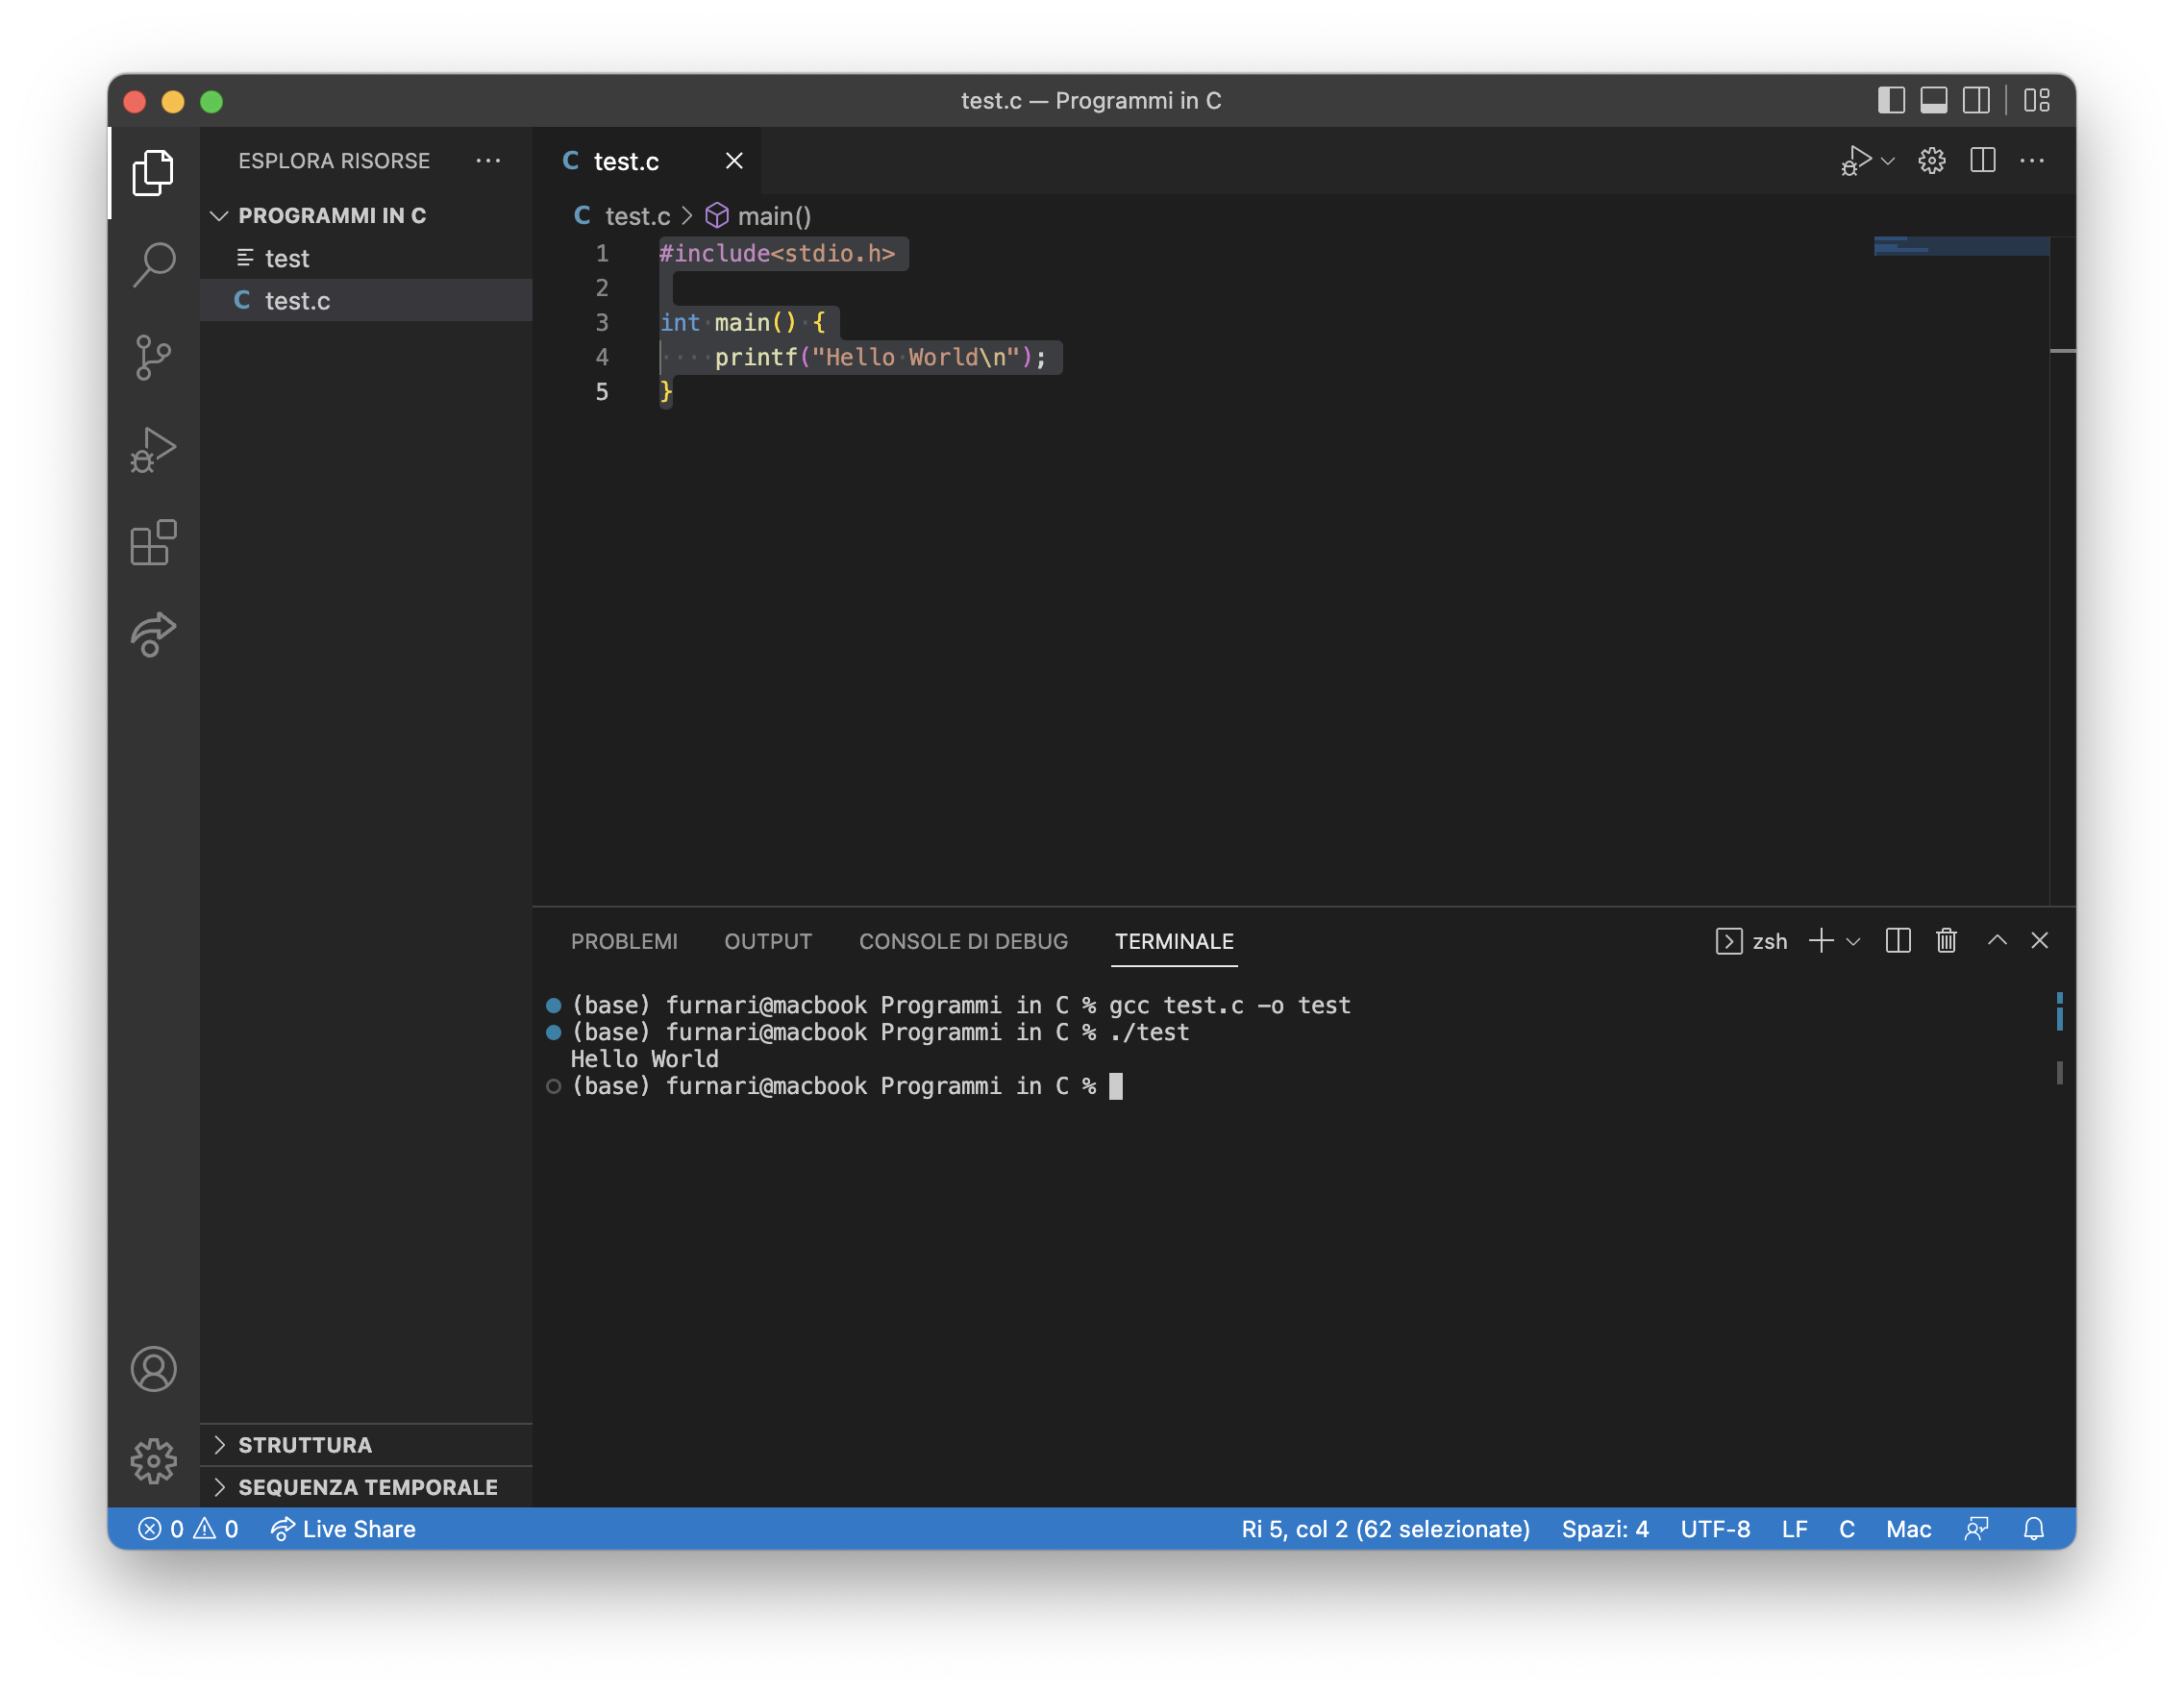 test.c — Programmi in C
ESPLORA RISORSE
PROGRAMMI IN C
test
C test.c
C test.c
C test.c > main()
1 #include<stdio.h>
2
3 int main() {
4 printf("Hello World\n");
5 }
PROBLEMI OUTPUT CONSOLE DI DEBUG TERMINALE
zsh
(base) furnari@macbook Programmi in C % gcc test.c -o test
(base) furnari@macbook Programmi in C % ./test
Hello World
(base) furnari@macbook Programmi in C %
STRUTTURA
SEQUENZA TEMPORALE
0 0 Live Share Ri 5, col 2 (62 selezionate) Spazi: 4 UTF-8 LF C Mac